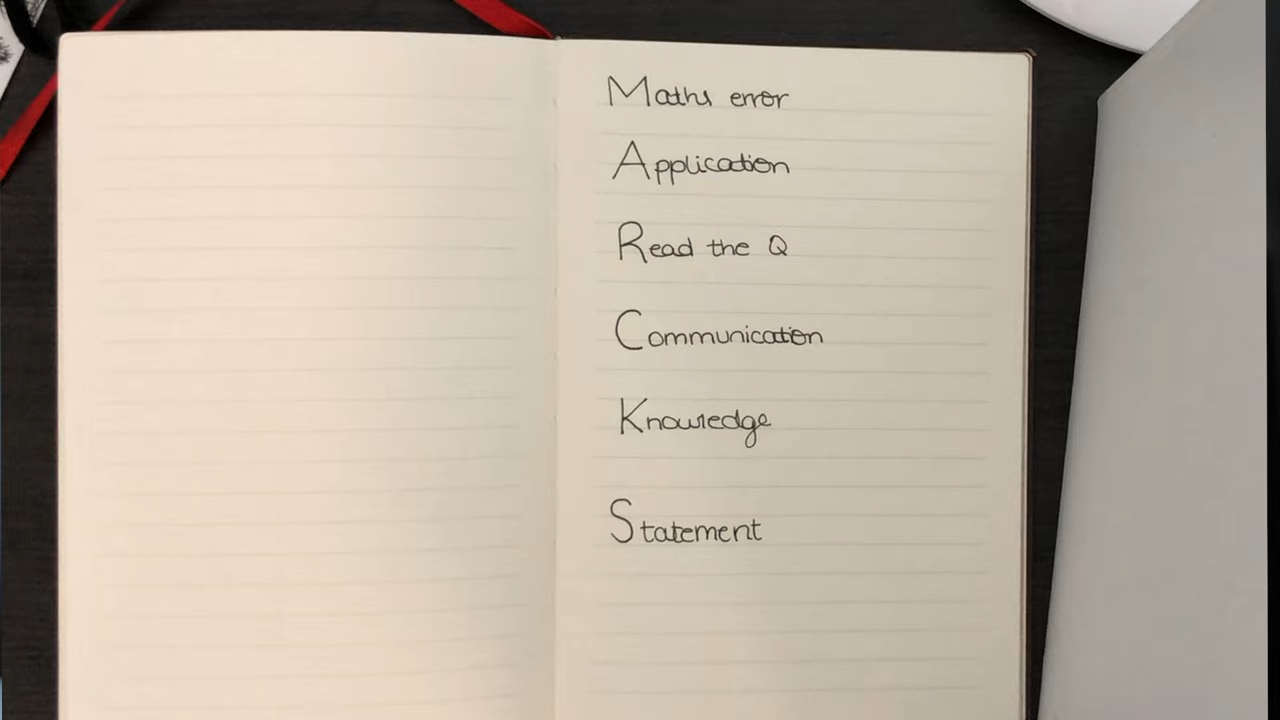 Maths error
Application
Read the Q
Communication
Knowledge
Statement